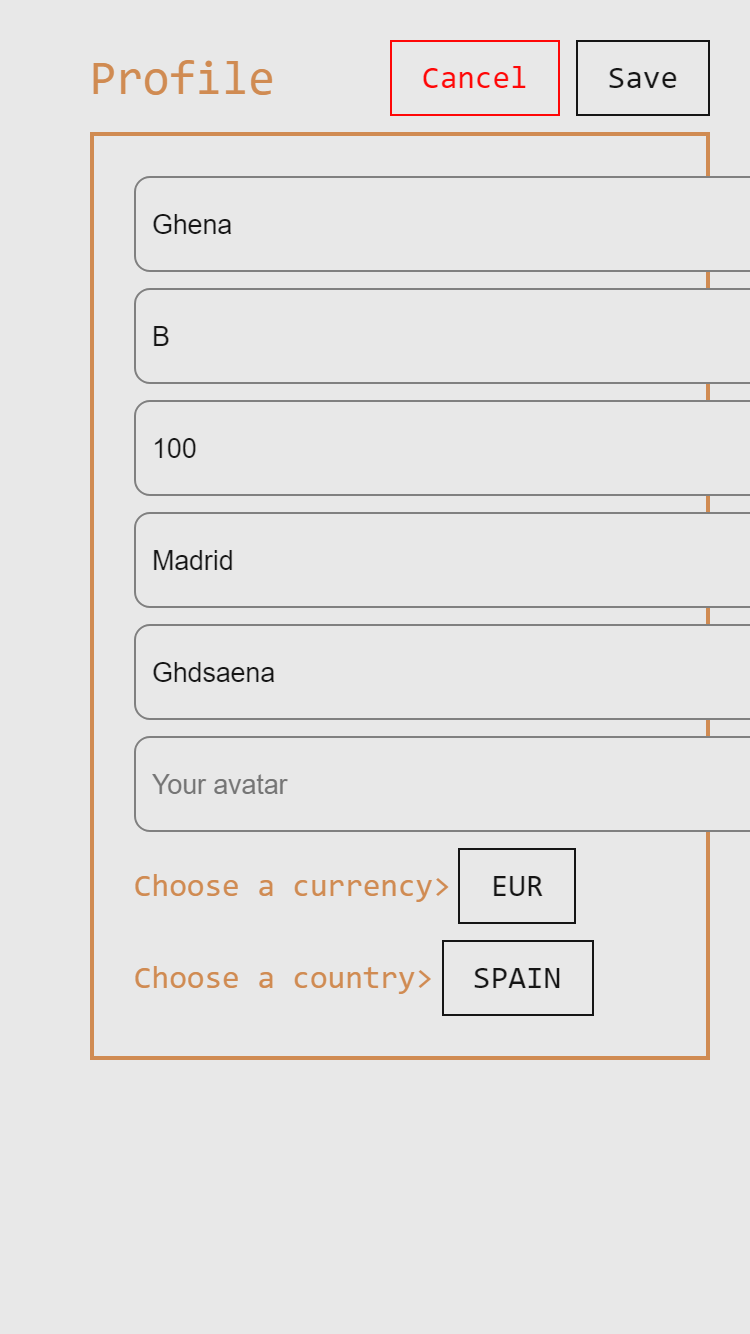 Profile
Cancel
Save
Ghena
B
100
Madrid
Ghdsaena
Your avatar
Choose a currency> EUR
Choose a country> SPAIN